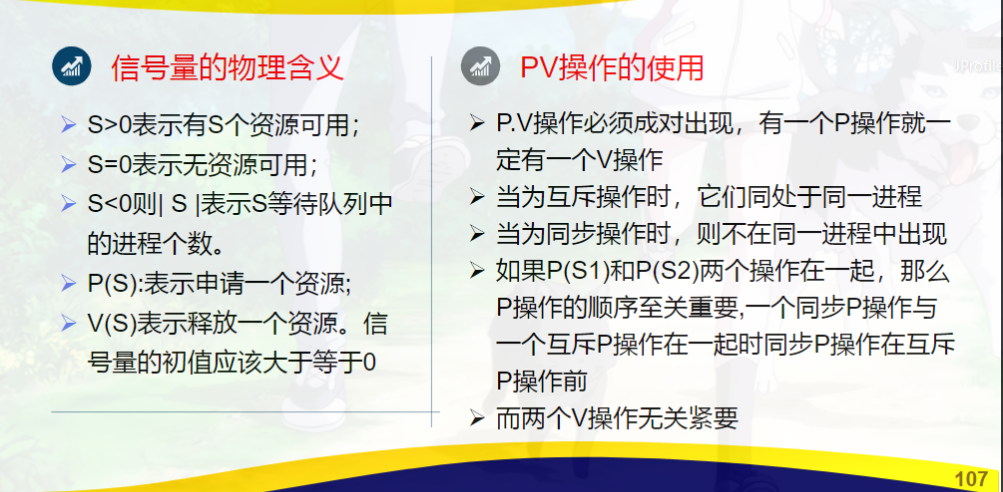 信号量的物理含义
S>0表示有S个资源可用；
S=0表示无资源可用；
S<0则| S |表示S等待队列中
的进程个数。
P(S):表示申请一个资源;
V(S)表示释放一个资源。信
号量的初值应该大于等于0
PV操作的使用
P.V操作必须成对出现，有一个P操作就一
定有一个V操作
当为互斥操作时，它们同处于同一进程
当为同步操作时，则不在同一进程中出现
如果P(S1)和P(S2)两个操作在一起，那么
P操作的顺序至关重要,一个同步P操作与
一个互斥P操作在一起时同步P操作在互斥
P操作前
而两个V操作无关紧要
107